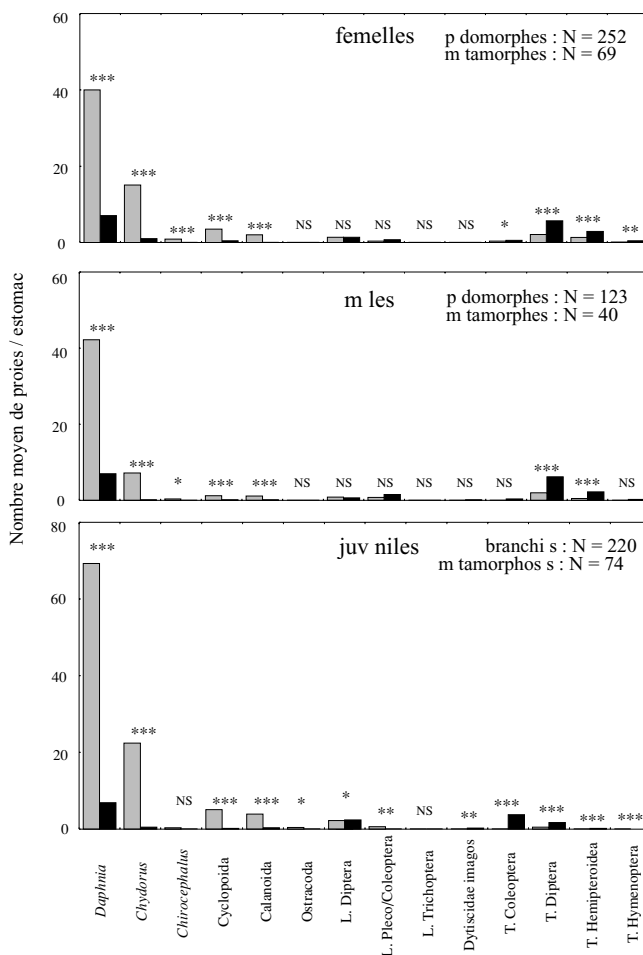 Nombre moyen de proies / estomac
60
40
20
0
femelles
p domorphes : N = 252
m tamorphes : N = 69
*** *** *** *** *** NS NS NS NS NS * *** *** **
60
40
20
0
m les
p domorphes : N = 123
m tamorphes : N = 40
*** *** * *** *** NS NS NS NS NS NS *** *** NS
80
60
40
20
0
juv niles
branchi s : N = 220
m tamorphos s : N = 74
*** *** NS *** *** * * ** NS ** *** *** *** ***
Daphnia
Chydorus
Chirocephalus
Cyclopoida
Calanoida
Ostracoda
L. Diptera
L. Pleco/Coleoptera
L. Trichoptera
Dytiscidae imagos
T. Coleoptera
T. Diptera
T. Hemipteroidea
T. Hymenoptera